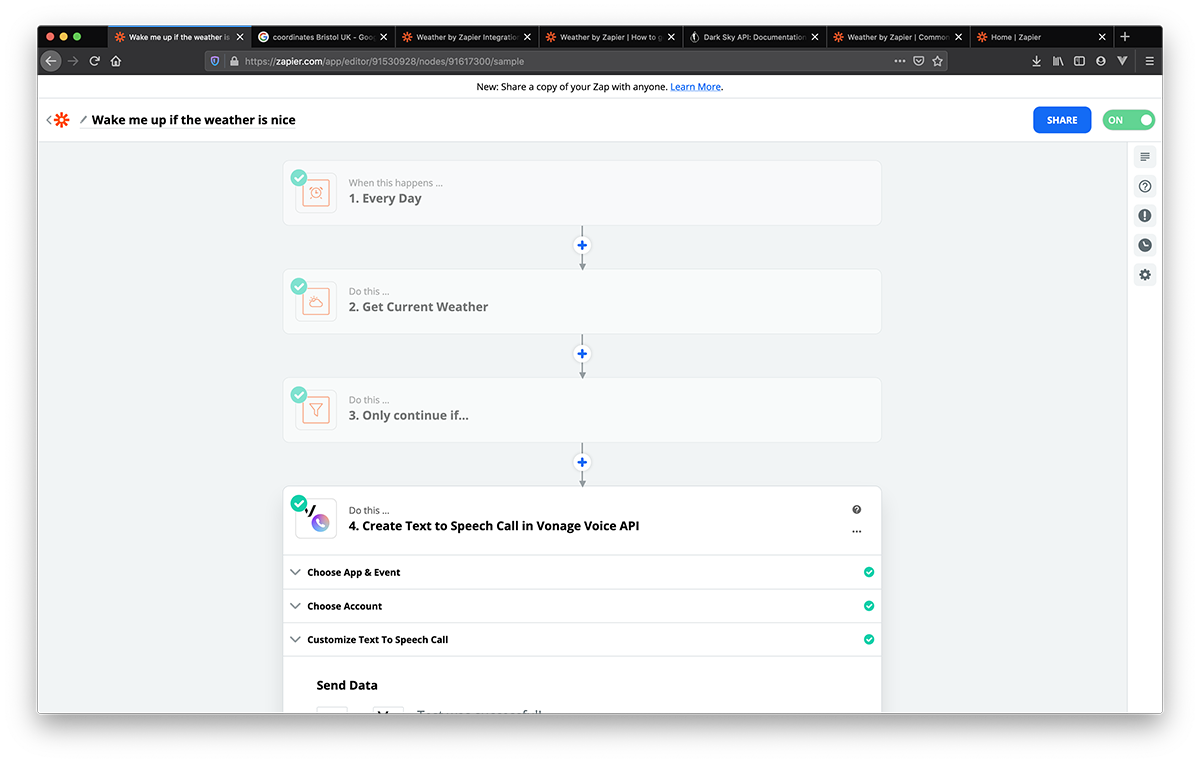 Wake me up if the weather is
coordinates Bristol UK - Goo
Weather by Zapier Integration
Weather by Zapier | How to g
Dark Sky API: Documentation
Weather by Zapier | Common
Home | Zapier
https://zapier.com/app/editor/91530928/nodes/91617300/sample
New: Share a copy of your Zap with anyone. Learn More.
Wake me up if the weather is nice
SHARE
ON
When this happens ...
1. Every Day
Do this ...
2. Get Current Weather
Do this ...
3. Only continue if...
Do this ...
4. Create Text to Speech Call in Vonage Voice API
Choose App & Event
Choose Account
Customize Text To Speech Call
Send Data
Test was successful!